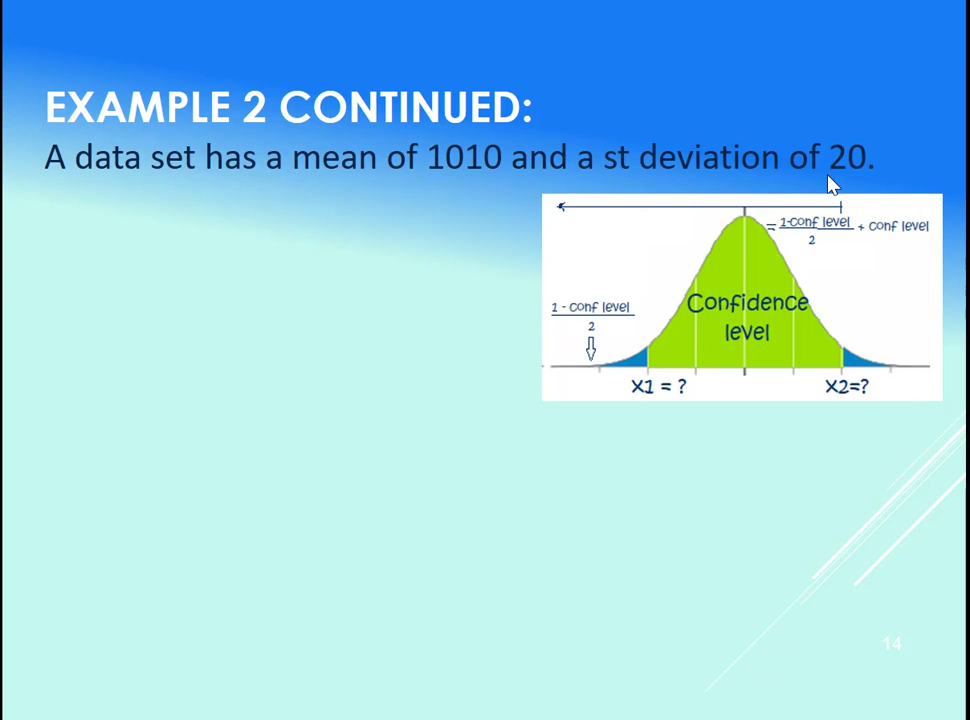 EXAMPLE 2 CONTINUED:
A data set has a mean of 1010 and a st deviation of 20.
= 1-conf level / 2 + conf level
1 - conf level
2
Confidence
level
X1 = ? X2=?
14